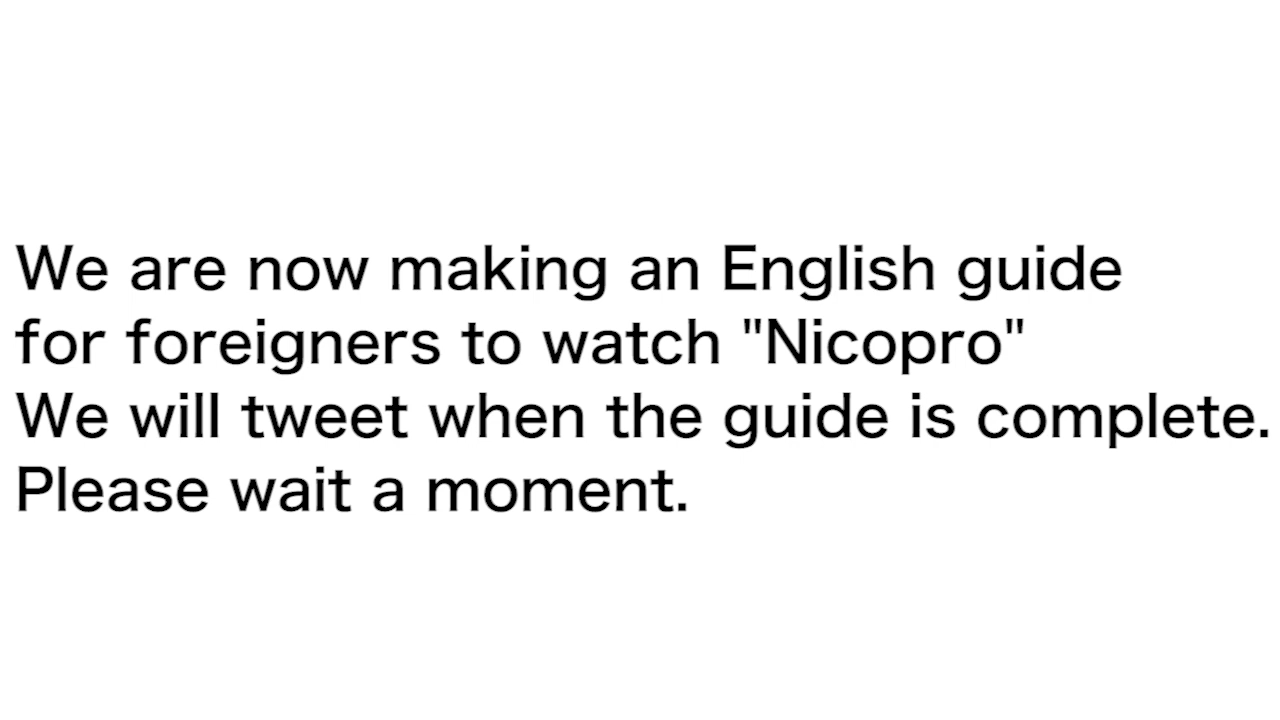 We are now making an English guide
for foreigners to watch "Nicopro"
We will tweet when the guide is complete.
Please wait a moment.